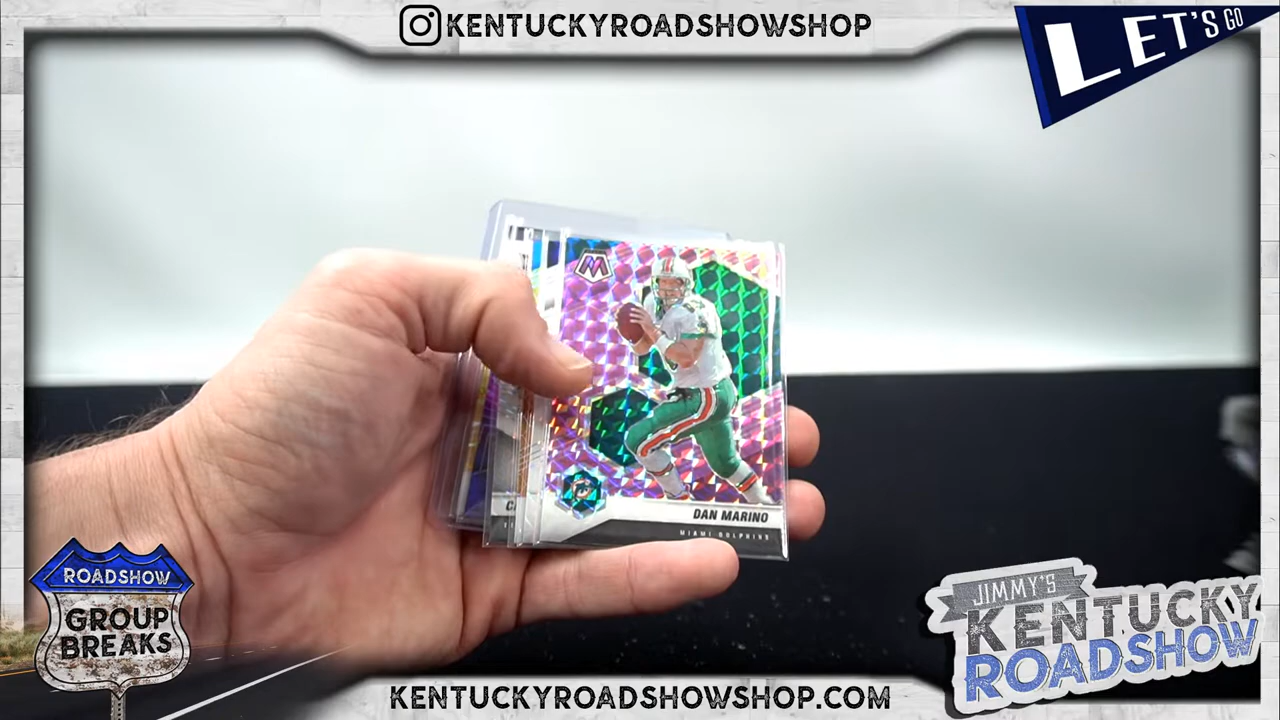 KENTUCKYROADSHOWSHOP
LET'S GO
M
DAN MARINO
MIAMI DOLPHINS
ROADSHOW
GROUP
BREAKS
JIMMY'S
KENTUCKY
ROADSHOW
KENTUCKYROADSHOWSHOP.COM